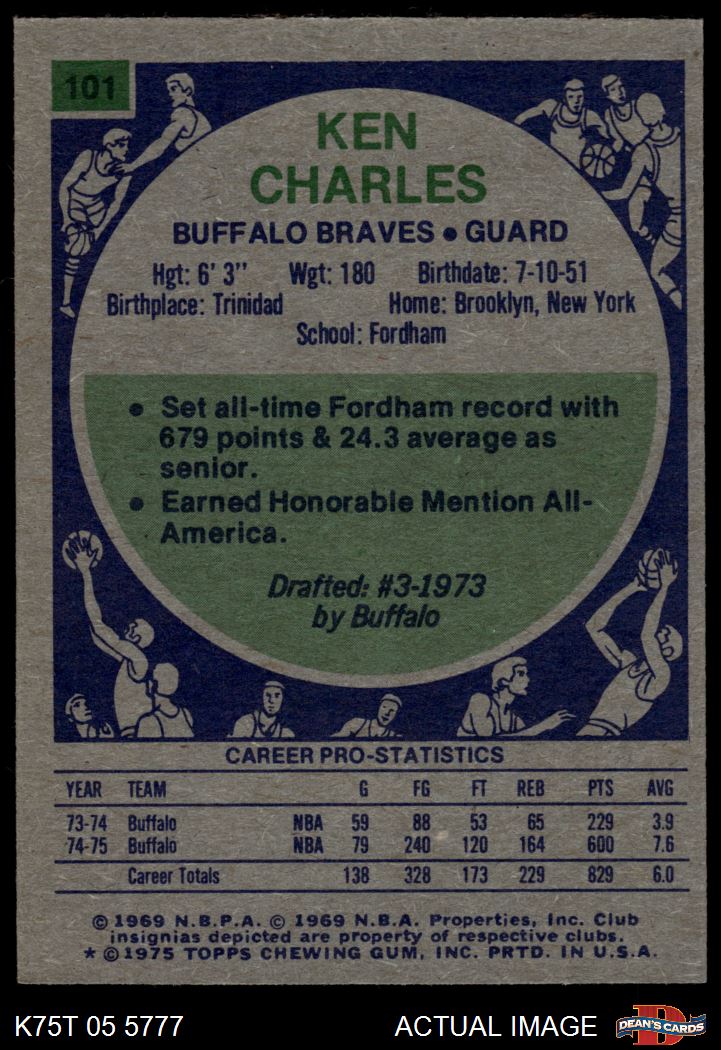 101
KEN
CHARLES
BUFFALO BRAVES • GUARD
Hgt: 6' 3" Wgt: 180 Birthdate: 7-10-51
Birthplace: Trinidad Home: Brooklyn, New York
School: Fordham
• Set all-time Fordham record with
679 points & 24.3 average as
senior.
• Earned Honorable Mention All-
America.
Drafted: #3-1973
by Buffalo
CAREER PRO-STATISTICS
YEAR TEAM G FG FT REB PTS AVG
73-74 Buffalo NBA 59 88 53 65 229 3.9
74-75 Buffalo NBA 79 240 120 164 600 7.6
Career Totals 138 328 173 229 829 6.0
© 1969 N.B.P.A. © 1969 N.B.A. Properties, Inc. Club
insignias depicted are property of respective clubs.
* © 1975 TOPPS CHEWING GUM, INC. PRTD. IN U.S.A.
K75T 05 5777 ACTUAL IMAGE D DEAN'S CARDS